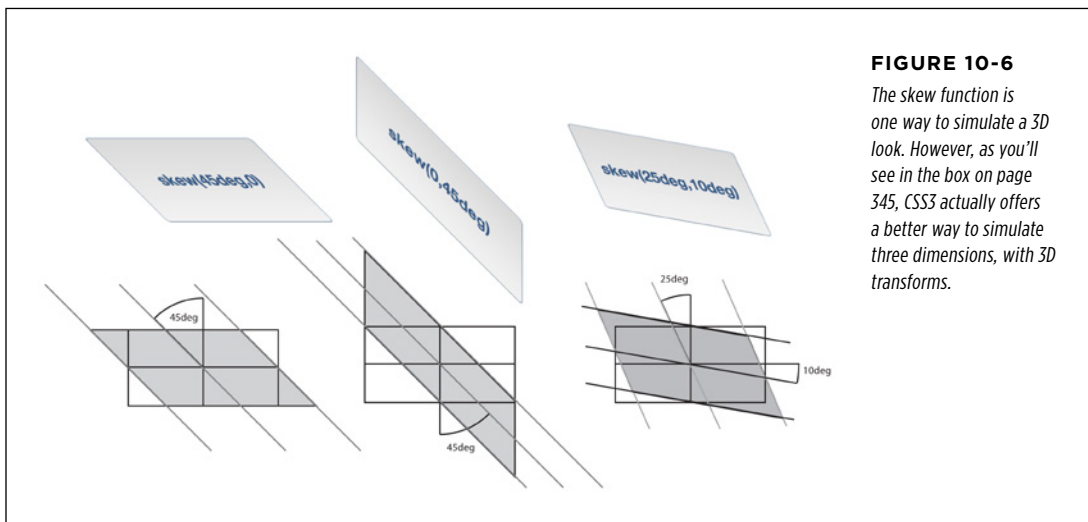 FIGURE 10-6
The skew function is
one way to simulate a 3D
look. However, as you'll
see in the box on page
345, CSS3 actually offers
a better way to simulate
three dimensions, with 3D
transforms.
skew(45deg,0)
skew(0,45deg)
skew(25deg,10deg)
45deg
45deg
25deg
10deg